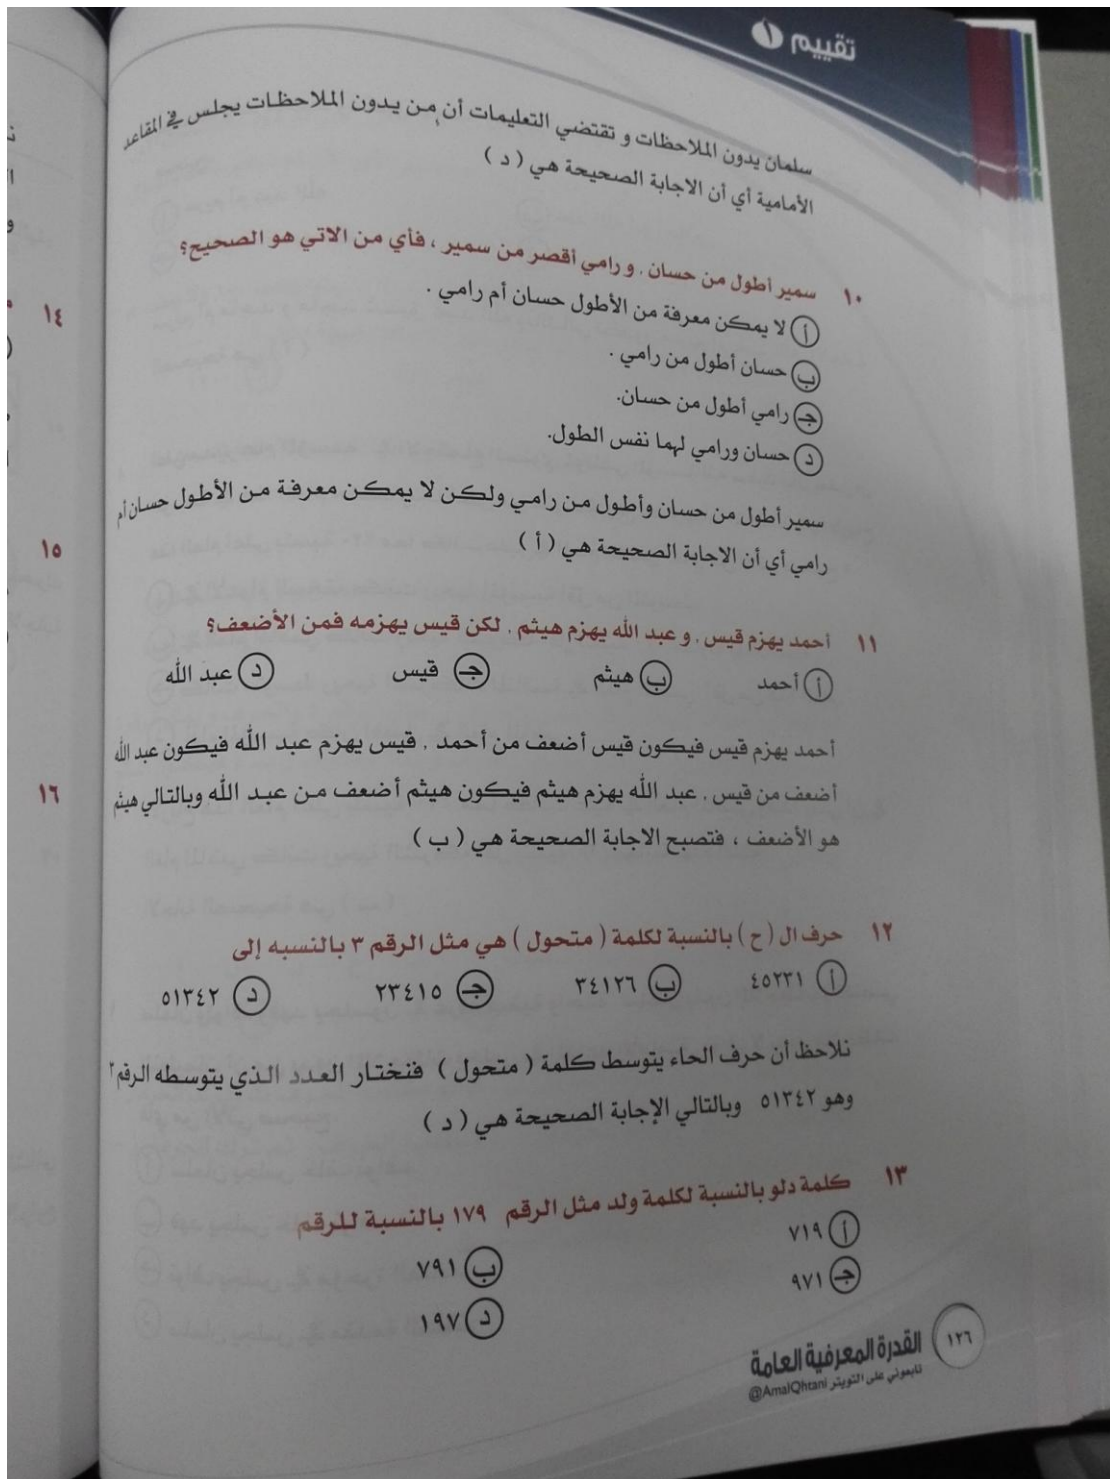 تقييم ١
سلمان يدون الملاحظات و تقتضي التعليمات أن من يدون الملاحظات يجلس في المقاعد
الأمامية أي أن الاجابة الصحيحة هي ( د )
١٠ سمير أطول من حسان . و رامي أقصر من سمير ، فأي من الاتي هو الصحيح؟
أ لا يمكن معرفة من الأطول حسان أم رامي .
ب حسان أطول من رامي .
جـ رامي أطول من حسان.
د حسان ورامي لهما نفس الطول.
سمير أطول من حسان وأطول من رامي ولكن لا يمكن معرفة من الأطول حسان أم
رامي أي أن الاجابة الصحيحة هي ( أ )
١١ أحمد يهزم قيس . و عبد الله يهزم هيثم . لكن قيس يهزمه فمن الأضعف؟
أ أحمد ب هيثم جـ قيس د عبد الله
أحمد يهزم قيس فيكون قيس أضعف من أحمد . قيس يهزم عبد الله فيكون عبد الله
أضعف من قيس . عبد الله يهزم هيثم فيكون هيثم أضعف من عبد الله وبالتالي هيثم
هو الأضعف ، فتصبح الاجابة الصحيحة هي ( ب )
١٢ حرف ال ( ح ) بالنسبة لكلمة ( متحول ) هي مثل الرقم ٣ بالنسبه إلى
أ ٤٥٢٣١ ب ٣٤١٢٦ جـ ٢٣٤١٥ د ٥١٣٤٢
نلاحظ أن حرف الحاء يتوسط كلمة ( متحول ) فنختار العدد الذي يتوسطه الرقم
وهو ٥١٣٤٢ وبالتالي الإجابة الصحيحة هي ( د )
١٣ كلمة دلو بالنسبة لكلمة ولد مثل الرقم ١٧٩ بالنسبة للرقم
أ ٧١٩
ب ٧٩١
جـ ٩٧١
د ١٩٧
١٢٦ القدرة المعرفية العامة
تابعوني على التويتر @AmalQhtani
١٤
١٥
١٦